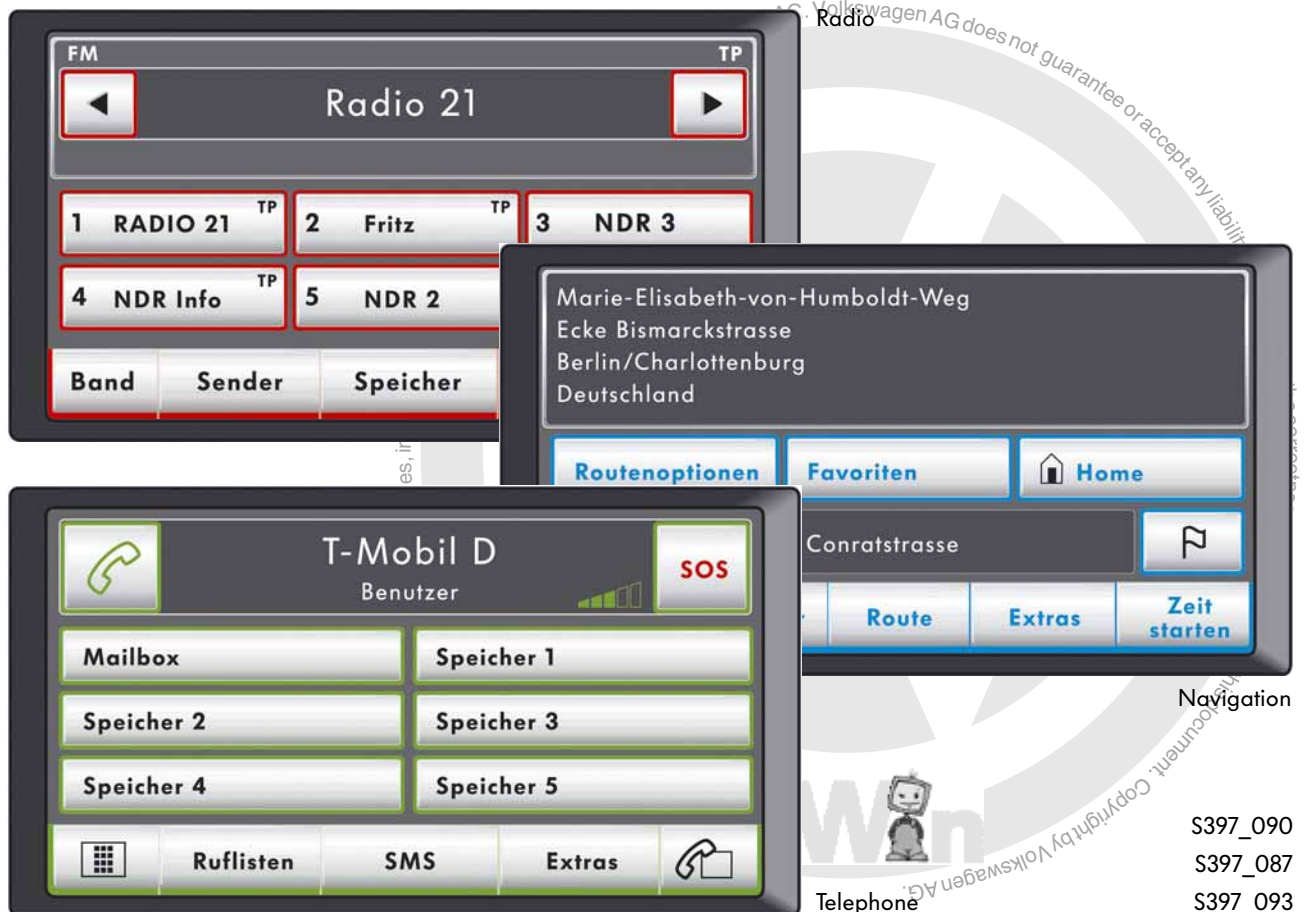 Radio
FM TP
Radio 21
1 RADIO 21 TP 2 Fritz TP 3 NDR 3
4 NDR Info TP 5 NDR 2
Band Sender Speicher
Marie-Elisabeth-von-Humboldt-Weg
Ecke Bismarckstrasse
Berlin/Charlottenburg
Deutschland
Routenoptionen Favoriten Home
Conratstrasse
Route Extras Zeit
starten
Navigation
T-Mobil D
Benutzer
SOS
Mailbox Speicher 1
Speicher 2 Speicher 3
Speicher 4 Speicher 5
Ruflisten SMS Extras
Telephone
S397_090
S397_087
S397_093
AG. Volkswagen AG does not guarantee or accept any
document. Copyright by Volkswagen AG.
Win